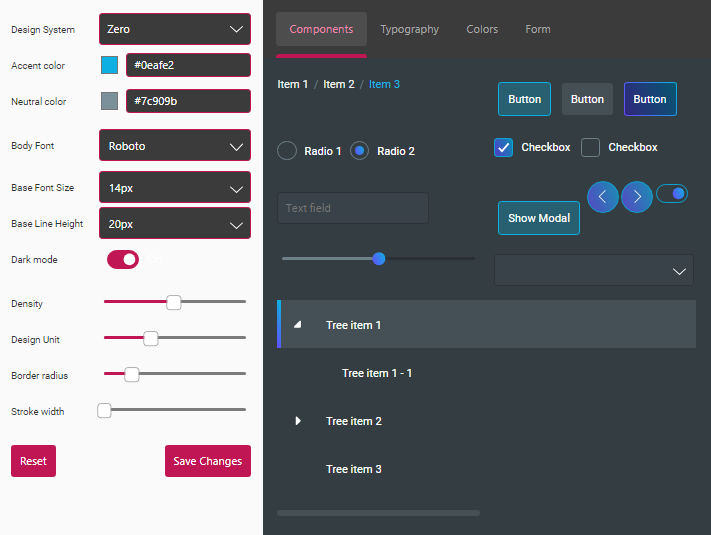 Design System
Zero
Accent color
#0eafe2
Neutral color
#7c909b
Body Font
Roboto
Base Font Size
14px
Base Line Height
20px
Dark mode
Density
Design Unit
Border radius
Stroke width
Reset
Save Changes
Components
Typography
Colors
Form
Item 1 / Item 2 / Item 3
Button
Button
Button
Radio 1
Radio 2
Checkbox
Checkbox
Text field
Show Modal
Tree item 1
Tree item 1 - 1
Tree item 2
Tree item 3